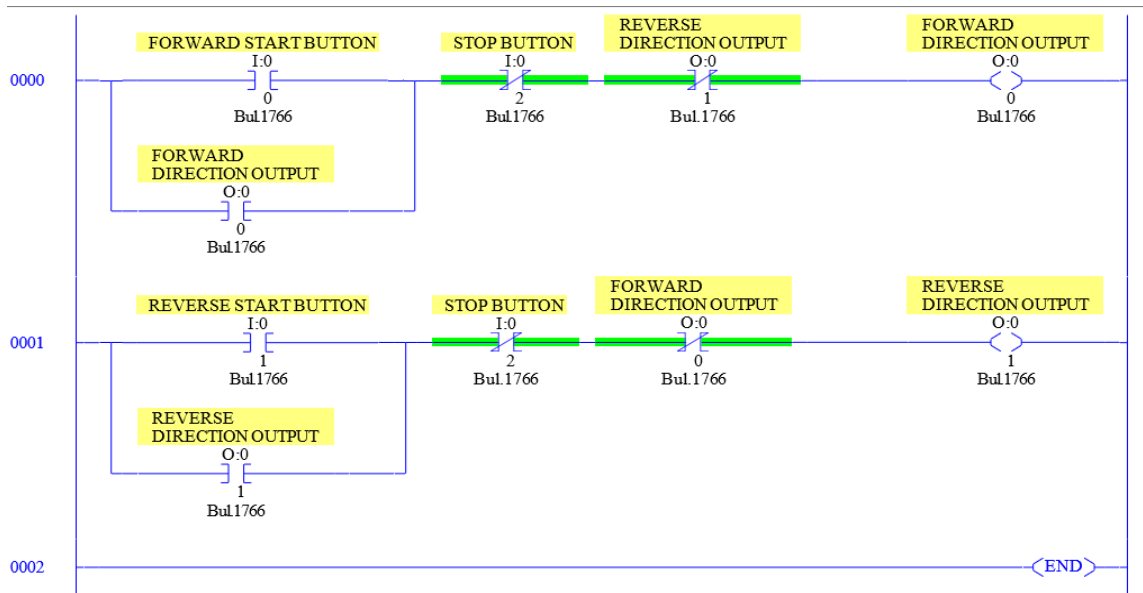 0000
FORWARD START BUTTON
I:0
0
Bul.1766
STOP BUTTON
I:0
2
Bul.1766
REVERSE
DIRECTION OUTPUT
O:0
1
Bul.1766
FORWARD
DIRECTION OUTPUT
O:0
0
Bul.1766
FORWARD
DIRECTION OUTPUT
O:0
0
Bul.1766
0001
REVERSE START BUTTON
I:0
1
Bul.1766
STOP BUTTON
I:0
2
Bul.1766
FORWARD
DIRECTION OUTPUT
O:0
0
Bul.1766
REVERSE
DIRECTION OUTPUT
O:0
1
Bul.1766
REVERSE
DIRECTION OUTPUT
O:0
1
Bul.1766
0002
END